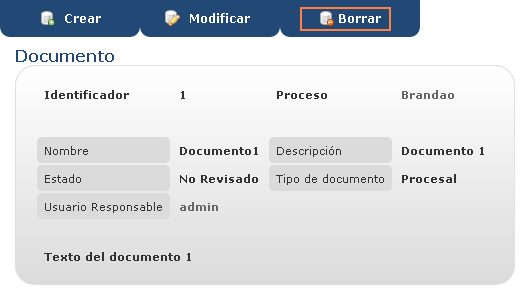 Crear Modificar Borrar
Documento
Identificador 1 Proceso Brandao
Nombre Documento1 Descripción Documento 1
Estado No Revisado Tipo de documento Procesal
Usuario Responsable admin
Texto del documento 1